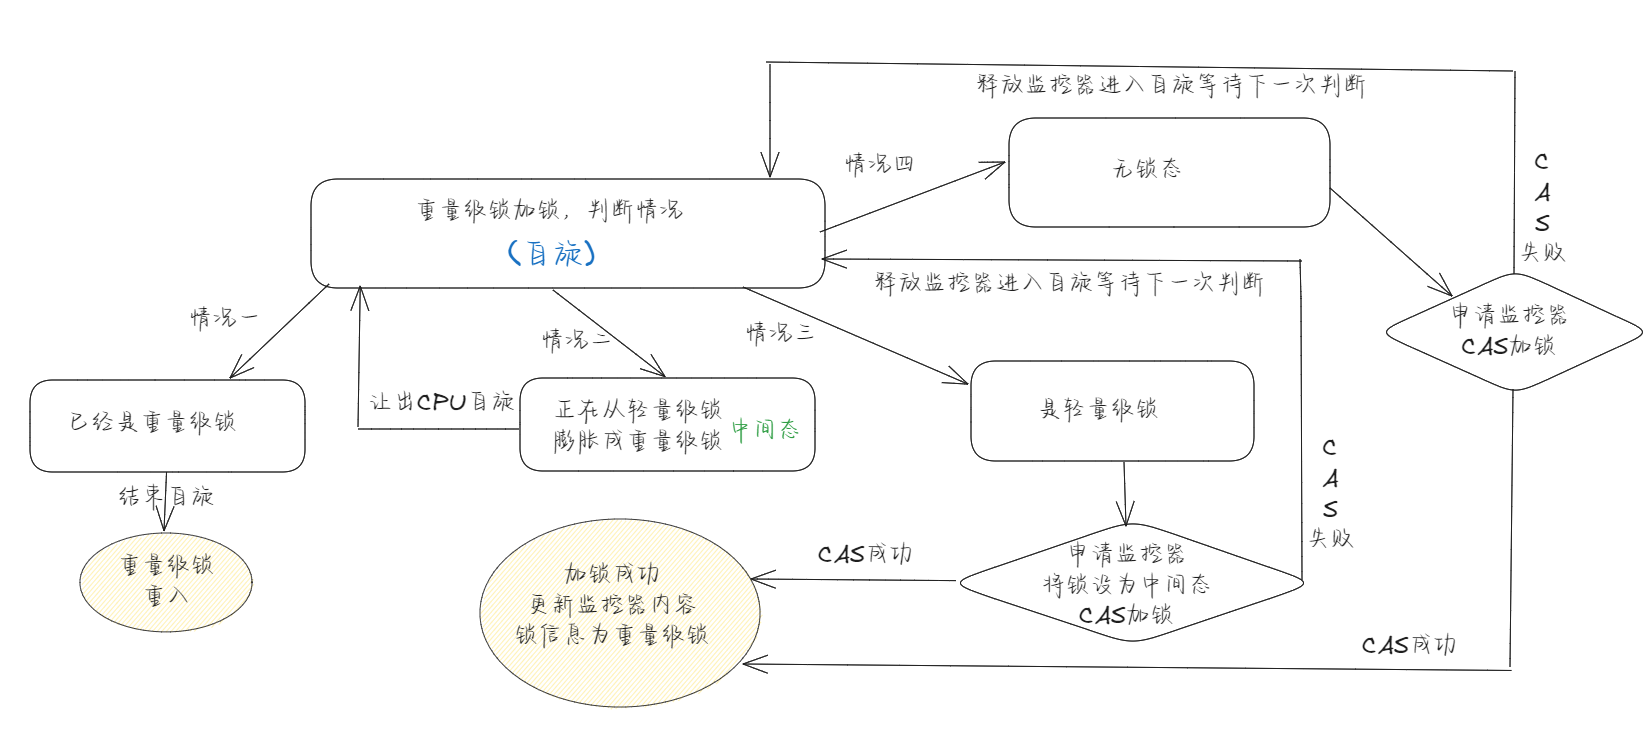 释放监控器进入自旋等待下一次判断
情况四
无锁态
C
A
S
失败
重量级锁加锁，判断情况
（自旋）
释放监控器进入自旋等待下一次判断
申请监控器
CAS加锁
情况一
情况二
情况三
让出CPU自旋
已经是重量级锁
正在从轻量级锁
膨胀成重量级锁
中间态
是轻量级锁
C
A
S
失败
结束自旋
重量级锁
重入
加锁成功
更新监控器内容
锁信息为重量级锁
CAS成功
申请监控器
将锁设为中间态
CAS加锁
CAS成功